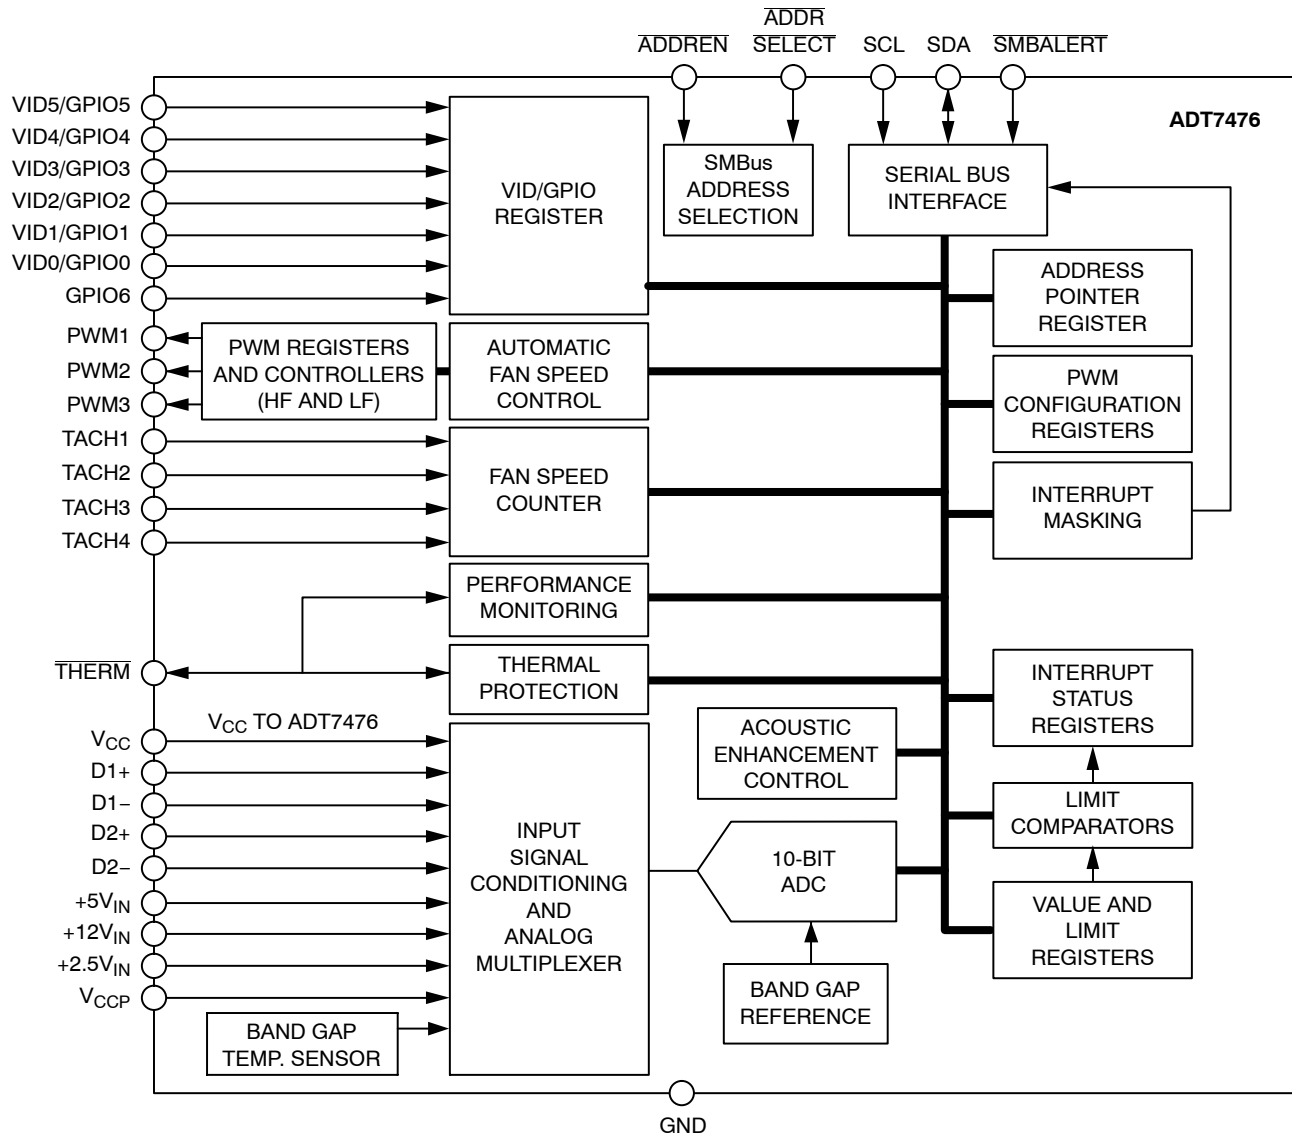 ADDR
ADDREN SELECT SCL SDA SMBALERT
ADT7476
VID5/GPIO5
VID4/GPIO4
VID3/GPIO3
VID2/GPIO2
VID1/GPIO1
VID0/GPIO0
GPIO6
VID/GPIO
REGISTER
SMBus
ADDRESS
SELECTION
SERIAL BUS
INTERFACE
ADDRESS
POINTER
REGISTER
PWM1
PWM2
PWM3
PWM REGISTERS
AND CONTROLLERS
(HF AND LF)
AUTOMATIC
FAN SPEED
CONTROL
PWM
CONFIGURATION
REGISTERS
TACH1
TACH2
TACH3
TACH4
FAN SPEED
COUNTER
INTERRUPT
MASKING
PERFORMANCE
MONITORING
THERM
THERMAL
PROTECTION
INTERRUPT
STATUS
REGISTERS
VCC TO ADT7476
VCC
D1+
D1−
D2+
D2−
+5VIN
+12VIN
+2.5VIN
VCCP
INPUT
SIGNAL
CONDITIONING
AND
ANALOG
MULTIPLEXER
ACOUSTIC
ENHANCEMENT
CONTROL
LIMIT
COMPARATORS
10-BIT
ADC
VALUE AND
LIMIT
REGISTERS
BAND GAP
REFERENCE
BAND GAP
TEMP. SENSOR
GND